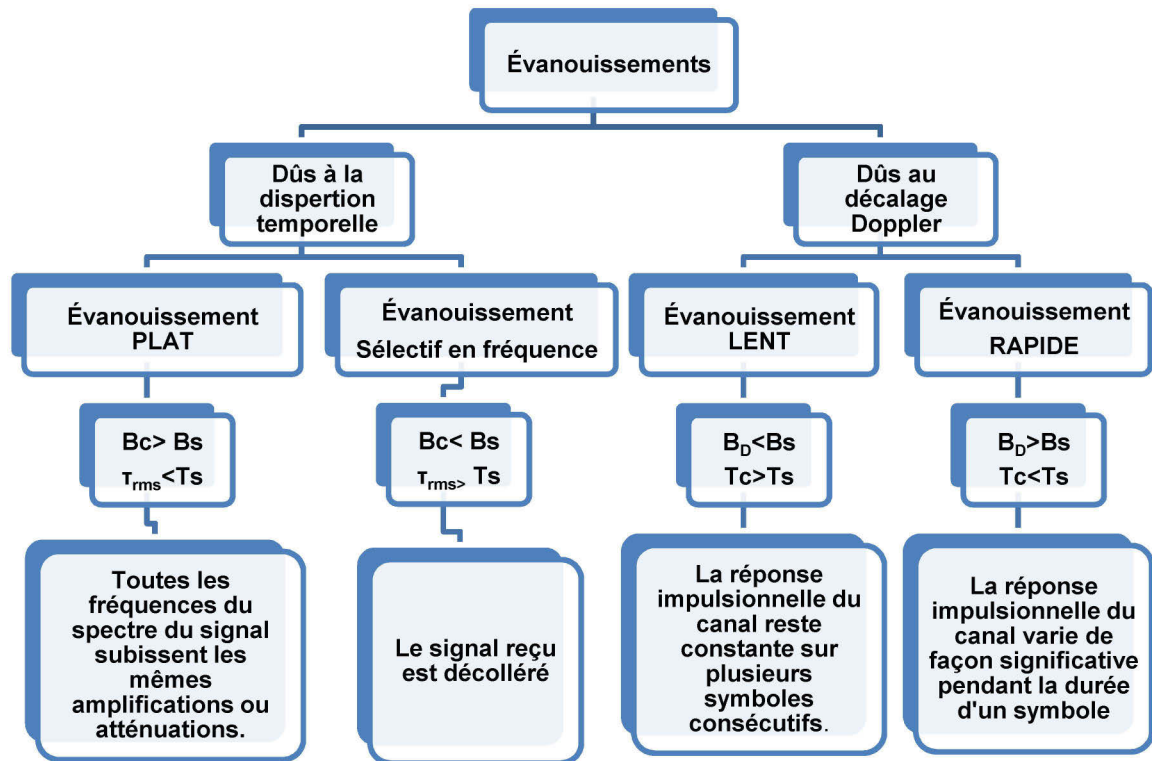 Évanouissements
Dûs à la
dispertion
temporelle
Dûs au
décalage
Doppler
Évanouissement
PLAT
Évanouissement
Sélectif en fréquence
Évanouissement
LENT
Évanouissement
RAPIDE
Bc> Bs
τrms<Ts
Bc< Bs
τrms> Ts
BD<Bs
Tc>Ts
BD>Bs
Tc<Ts
Toutes les
fréquences du
spectre du signal
subissent les
mêmes
amplifications ou
atténuations.
Le signal reçu
est décolléré
La réponse
impulsionnelle du
canal reste
constante sur
plusieurs
symboles
consécutifs.
La réponse
impulsionnelle du
canal varie de
façon significative
pendant la durée
d'un symbole